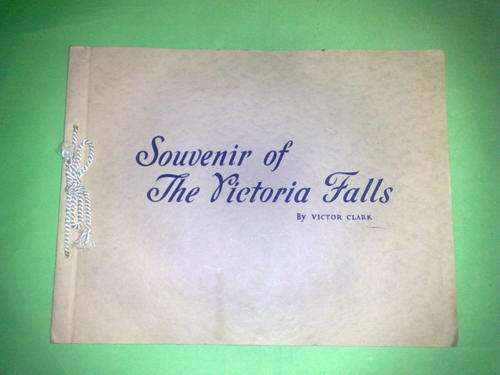 Souvenir of
The Victoria Falls
By VICTOR CLARK